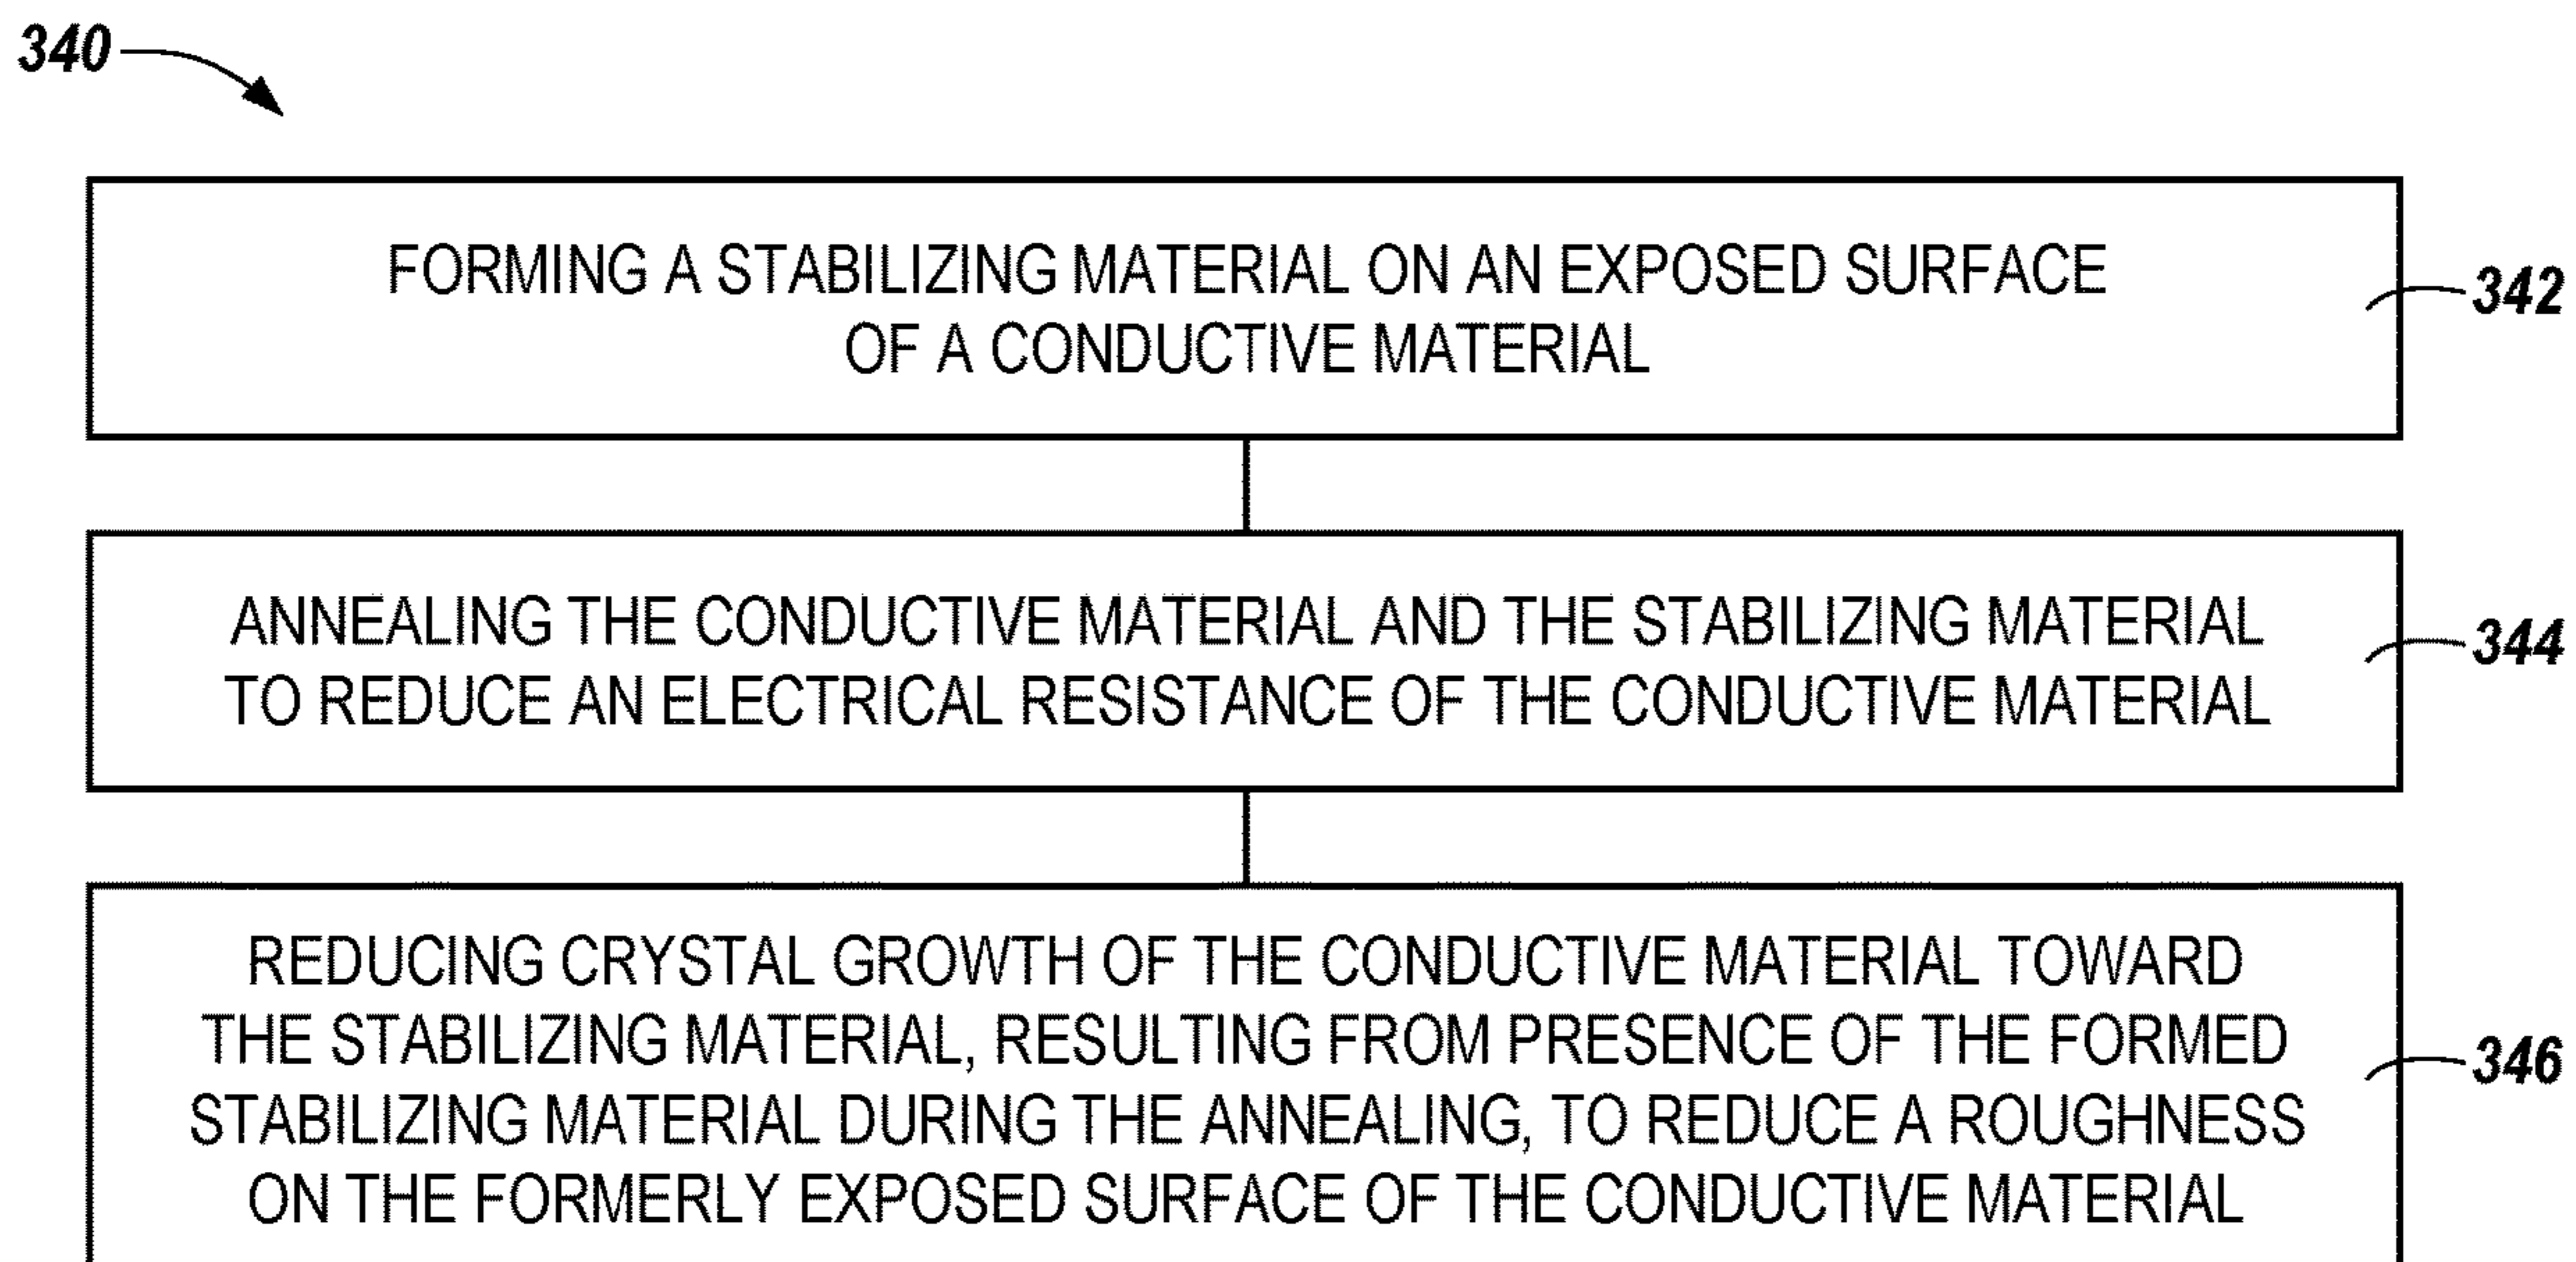 340
FORMING A STABILIZING MATERIAL ON AN EXPOSED SURFACE
OF A CONDUCTIVE MATERIAL
342
ANNEALING THE CONDUCTIVE MATERIAL AND THE STABILIZING MATERIAL
TO REDUCE AN ELECTRICAL RESISTANCE OF THE CONDUCTIVE MATERIAL
344
REDUCING CRYSTAL GROWTH OF THE CONDUCTIVE MATERIAL TOWARD
THE STABILIZING MATERIAL, RESULTING FROM PRESENCE OF THE FORMED
STABILIZING MATERIAL DURING THE ANNEALING, TO REDUCE A ROUGHNESS
ON THE FORMERLY EXPOSED SURFACE OF THE CONDUCTIVE MATERIAL
346